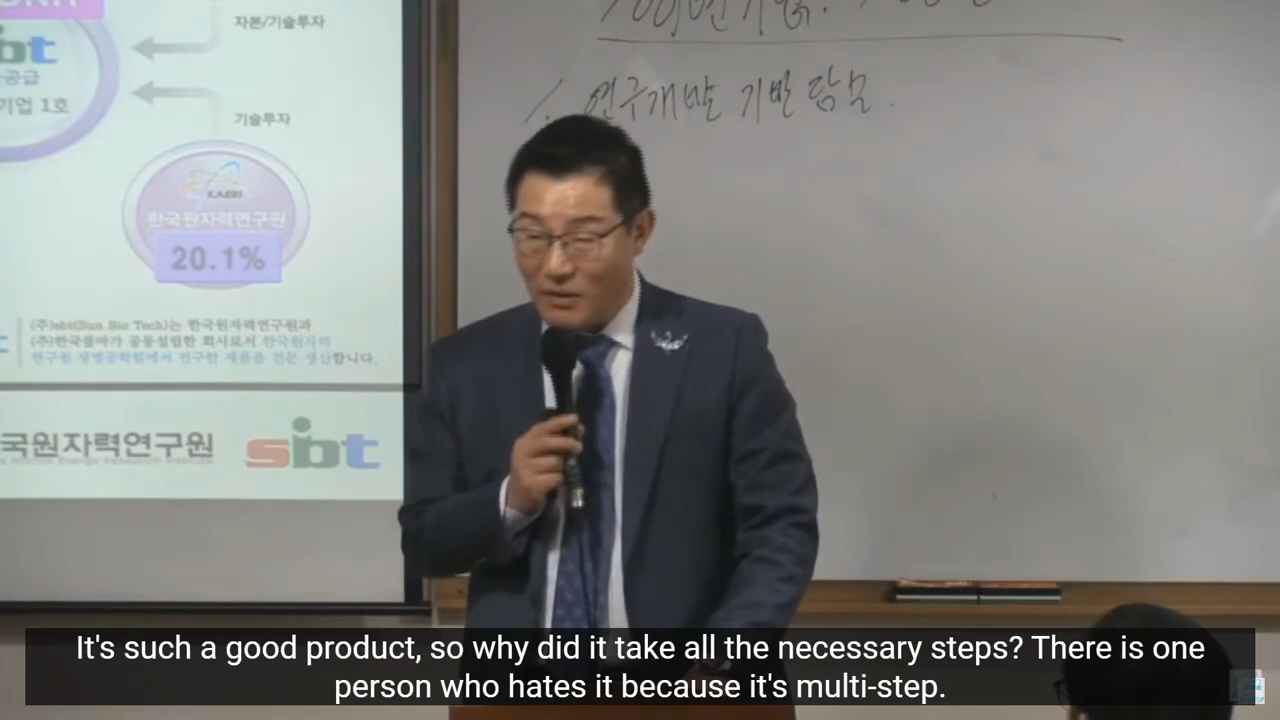 자본/기술투자
sbt
공급
기업 1호
기술투자
KAERI
한국원자력연구원
20.1%
(주)sbt(Sun Bio Tech)는 한국원자력연구원과
(주)한국콜마가 공동설립한 회사로서 한국원자력
연구원 생명공학팀에서 연구한 제품을 전문 생산합니다.
국원자력연구원
sbt
1. 연구개발 기반 담보.
It's such a good product, so why did it take all the necessary steps? There is one
person who hates it because it's multi-step.